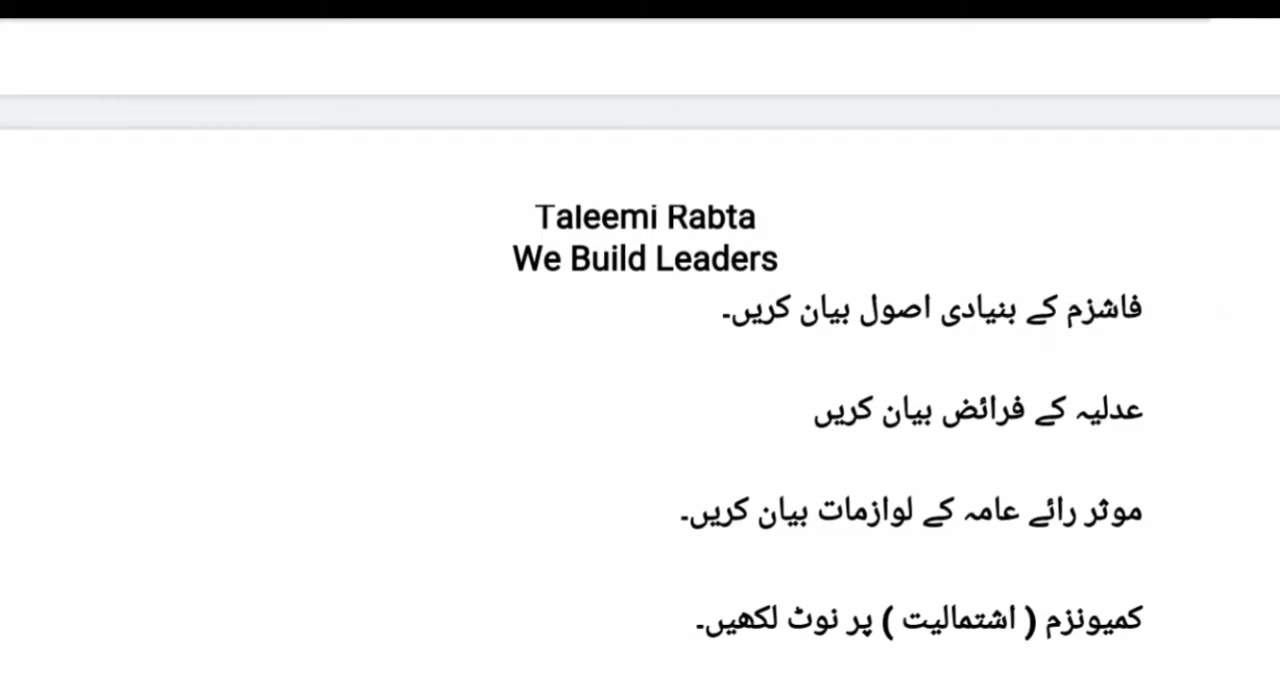 Taleemi Rabta
We Build Leaders
فاشزم کے بنیادی اصول بیان کریں۔
عدلیہ کے فرائض بیان کریں
موثر رائے عامہ کے لوازمات بیان کریں۔
کمیونزم ( اشتمالیت ) پر نوٹ لکھیں۔